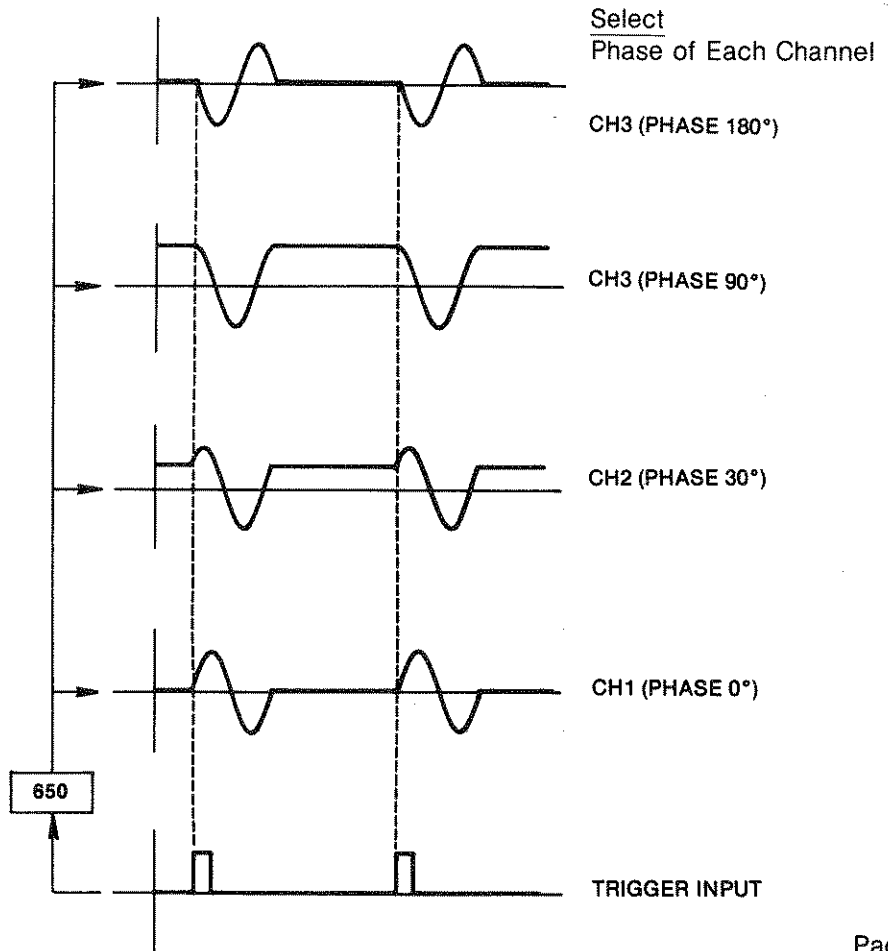 Select
Phase of Each Channel
CH3 (PHASE 180°)
CH3 (PHASE 90°)
CH2 (PHASE 30°)
CH1 (PHASE 0°)
650
TRIGGER INPUT